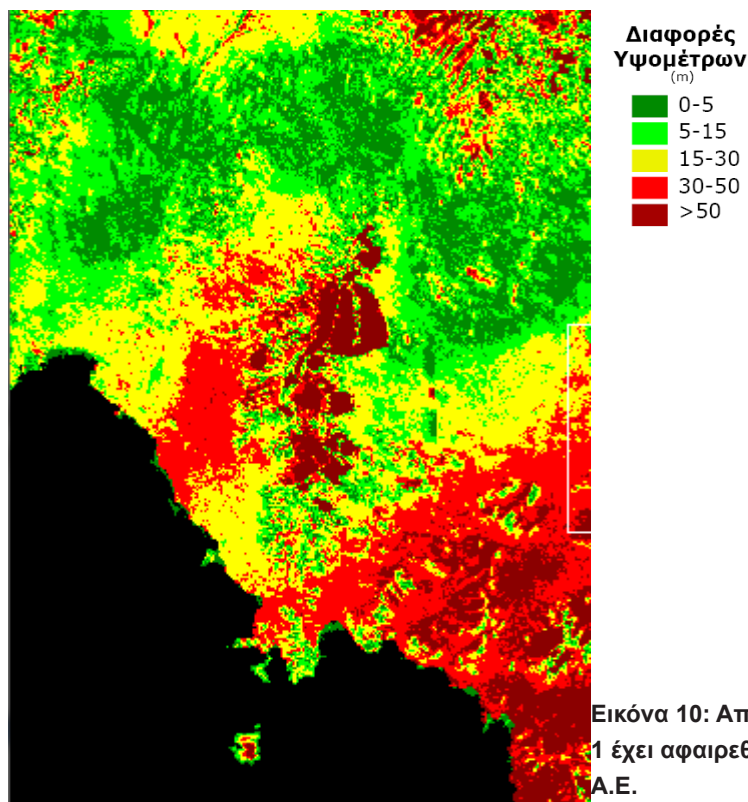 Διαφορές
Υψομέτρων
(m)
0-5
5-15
15-30
30-50
>50
Εικόνα 10: Απ
1 έχει αφαιρεθ
Α.Ε.